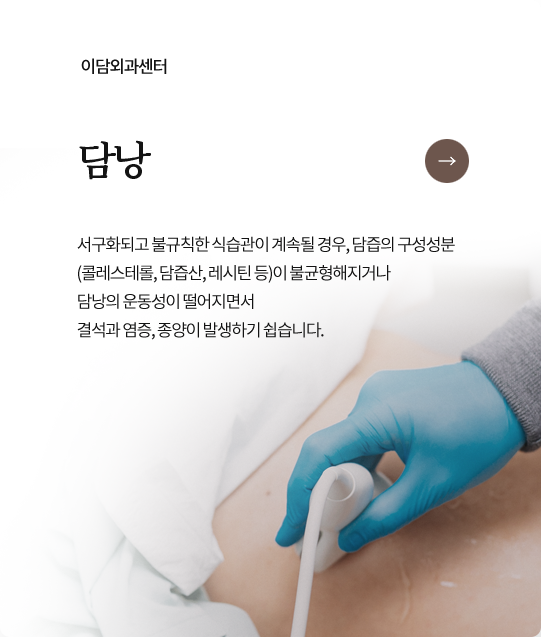 이담외과센터
담낭
서구화되고 불규칙한 식습관이 계속될 경우, 담즙의 구성성분
(콜레스테롤, 담즙산, 레시틴 등)이 불균형해지거나
담낭의 운동성이 떨어지면서
결석과 염증, 종양이 발생하기 쉽습니다.